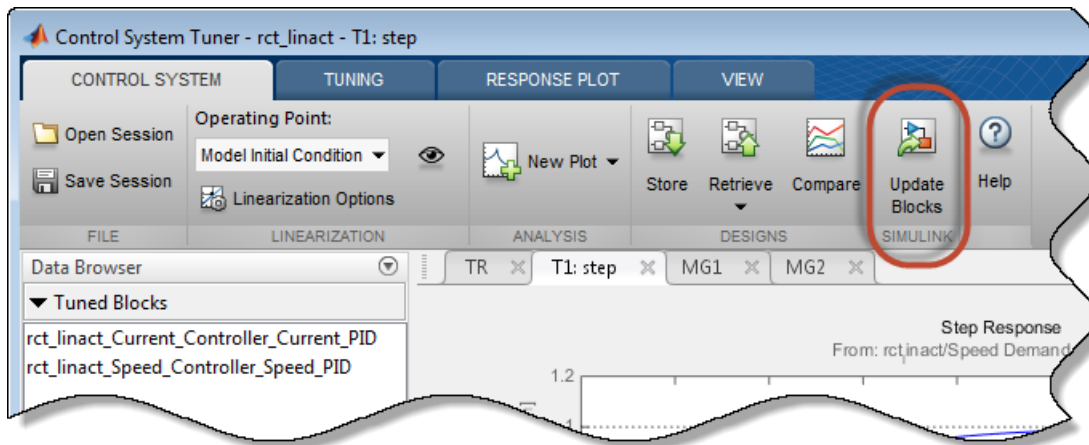 Control System Tuner - rct_linact - T1: step
CONTROL SYSTEM
TUNING
RESPONSE PLOT
VIEW
Open Session
Save Session
FILE
Operating Point:
Model Initial Condition
Linearization Options
LINEARIZATION
New Plot
ANALYSIS
Store
Retrieve
Compare
DESIGNS
Update
Blocks
SIMULINK
?
Help
Data Browser
Tuned Blocks
rct_linact_Current_Controller_Current_PID
rct_linact_Speed_Controller_Speed_PID
TR
T1: step
MG1
MG2
Step Response
From: rct_linact/Speed Demand
1.2
1